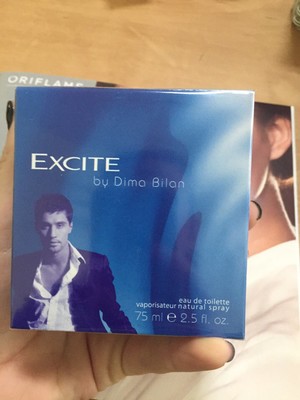 ORIFLAME
EXCITE
by Dima Bilan
eau de toilette
vaporisateur natural spray
75 ml e 2.5 fl. oz.